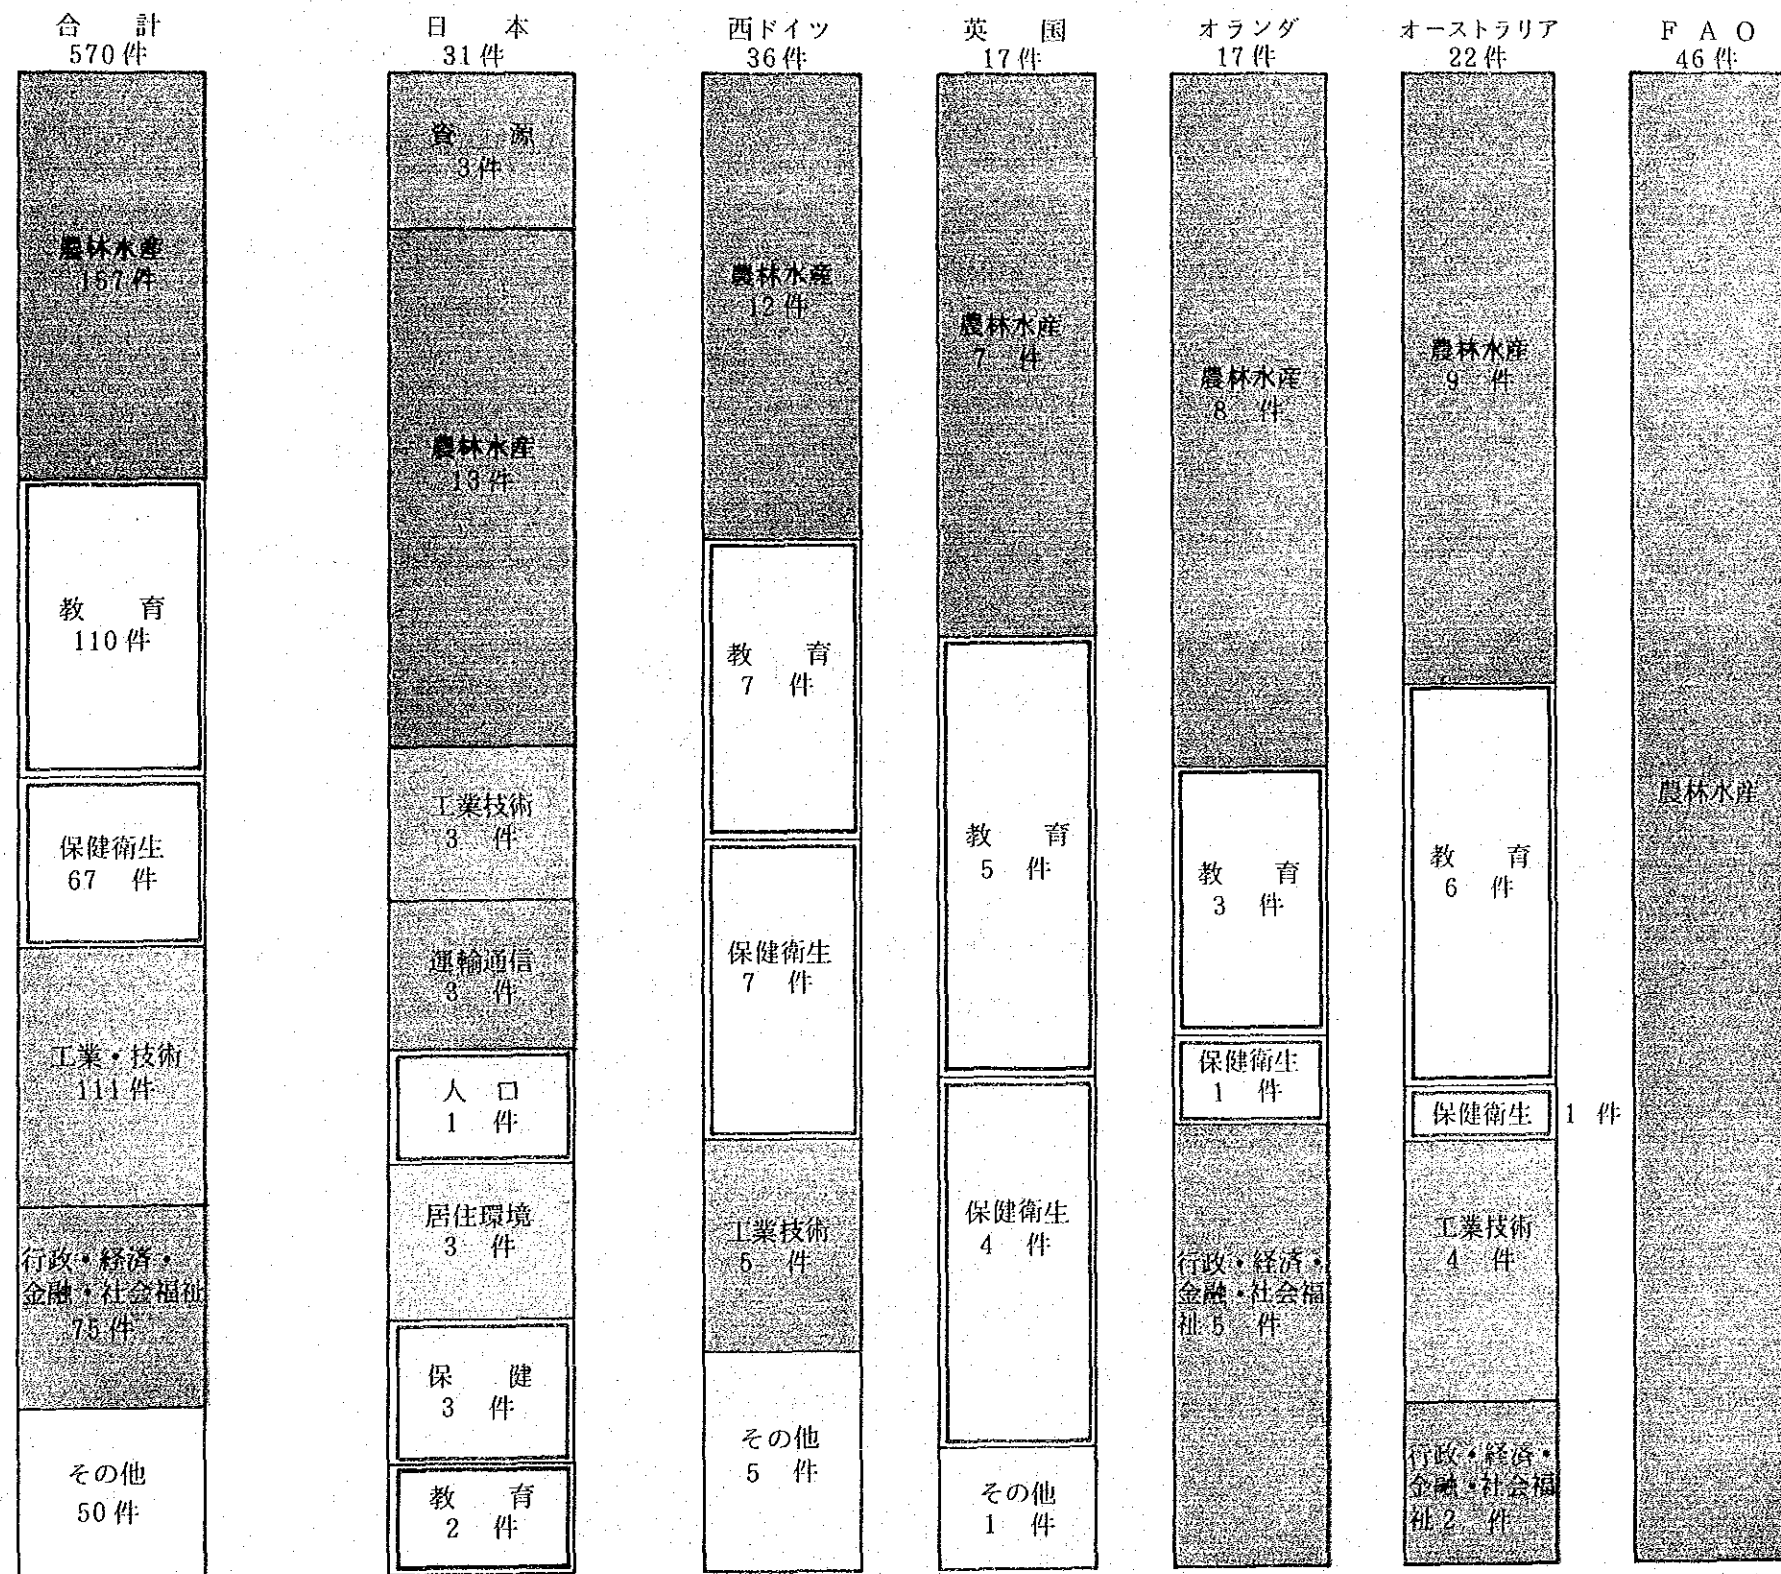 合計
570件
農林水産
157件
教育
110件
保健衛生
67件
工業・技術
111件
行政・経済・
金融・社会福祉
75件
その他
50件
日本
31件
資源
3件
農林水産
13件
工業技術
3件
運輸通信
3件
人口
1件
居住環境
3件
保健
3件
教育
2件
西ドイツ
36件
農林水産
12件
教育
7件
保健衛生
7件
工業技術
5件
その他
5件
英国
17件
農林水産
7件
教育
5件
保健衛生
4件
その他
1件
オランダ
17件
農林水産
8件
教育
3件
保健衛生
1件
行政・経済・
金融・社会福
祉5件
オーストラリア
22件
農林水産
9件
教育
6件
保健衛生 1件
工業技術
4件
行政・経済・
金融・社会福
祉2件
FAO
46件
農林水産